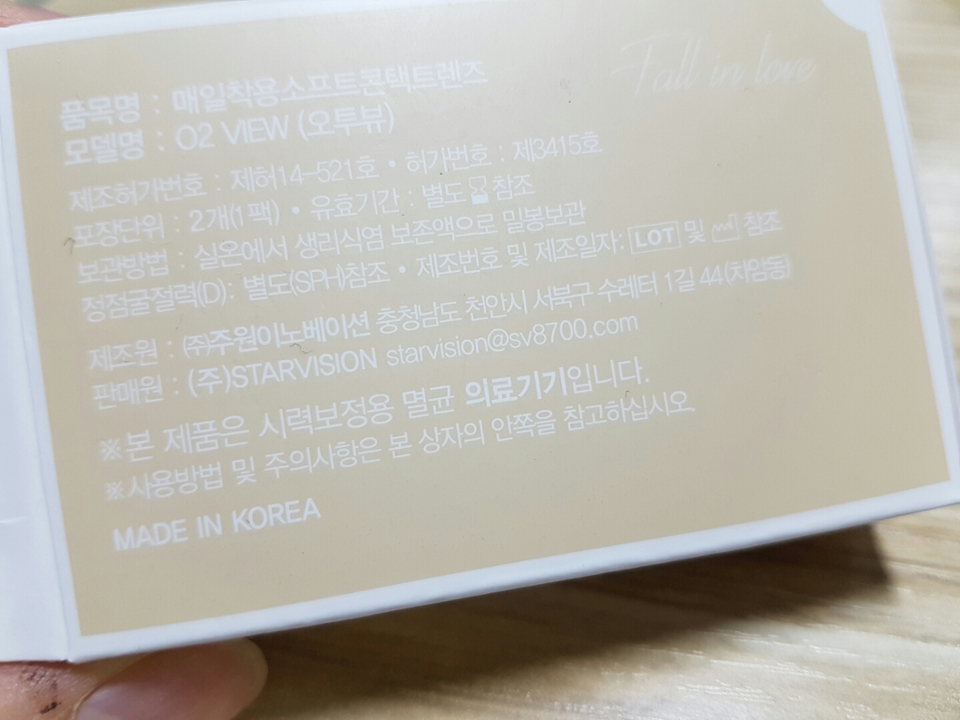 Fall in love
품목명 : 매일착용소프트콘택트렌즈
모델명 : O2 VIEW (오투뷰)
제조허가번호 : 제허14-521호 • 허가번호 : 제3415호
포장단위 : 2개(1팩) • 유효기간 : 별도 참조
보관방법 : 실온에서 생리식염 보존액으로 밀봉보관
정점굴절력(D): 별도(SPH)참조 • 제조번호 및 제조일자: LOT 및 참조
제조원 : ㈜주원이노베이션 충청남도 천안시 서북구 수레터 1길 44(차암동)
판매원 : (주)STARVISION starvision@sv8700.com
※본 제품은 시력보정용 멸균 의료기기입니다.
※사용방법 및 주의사항은 본 상자의 안쪽을 참고하십시오.
MADE IN KOREA